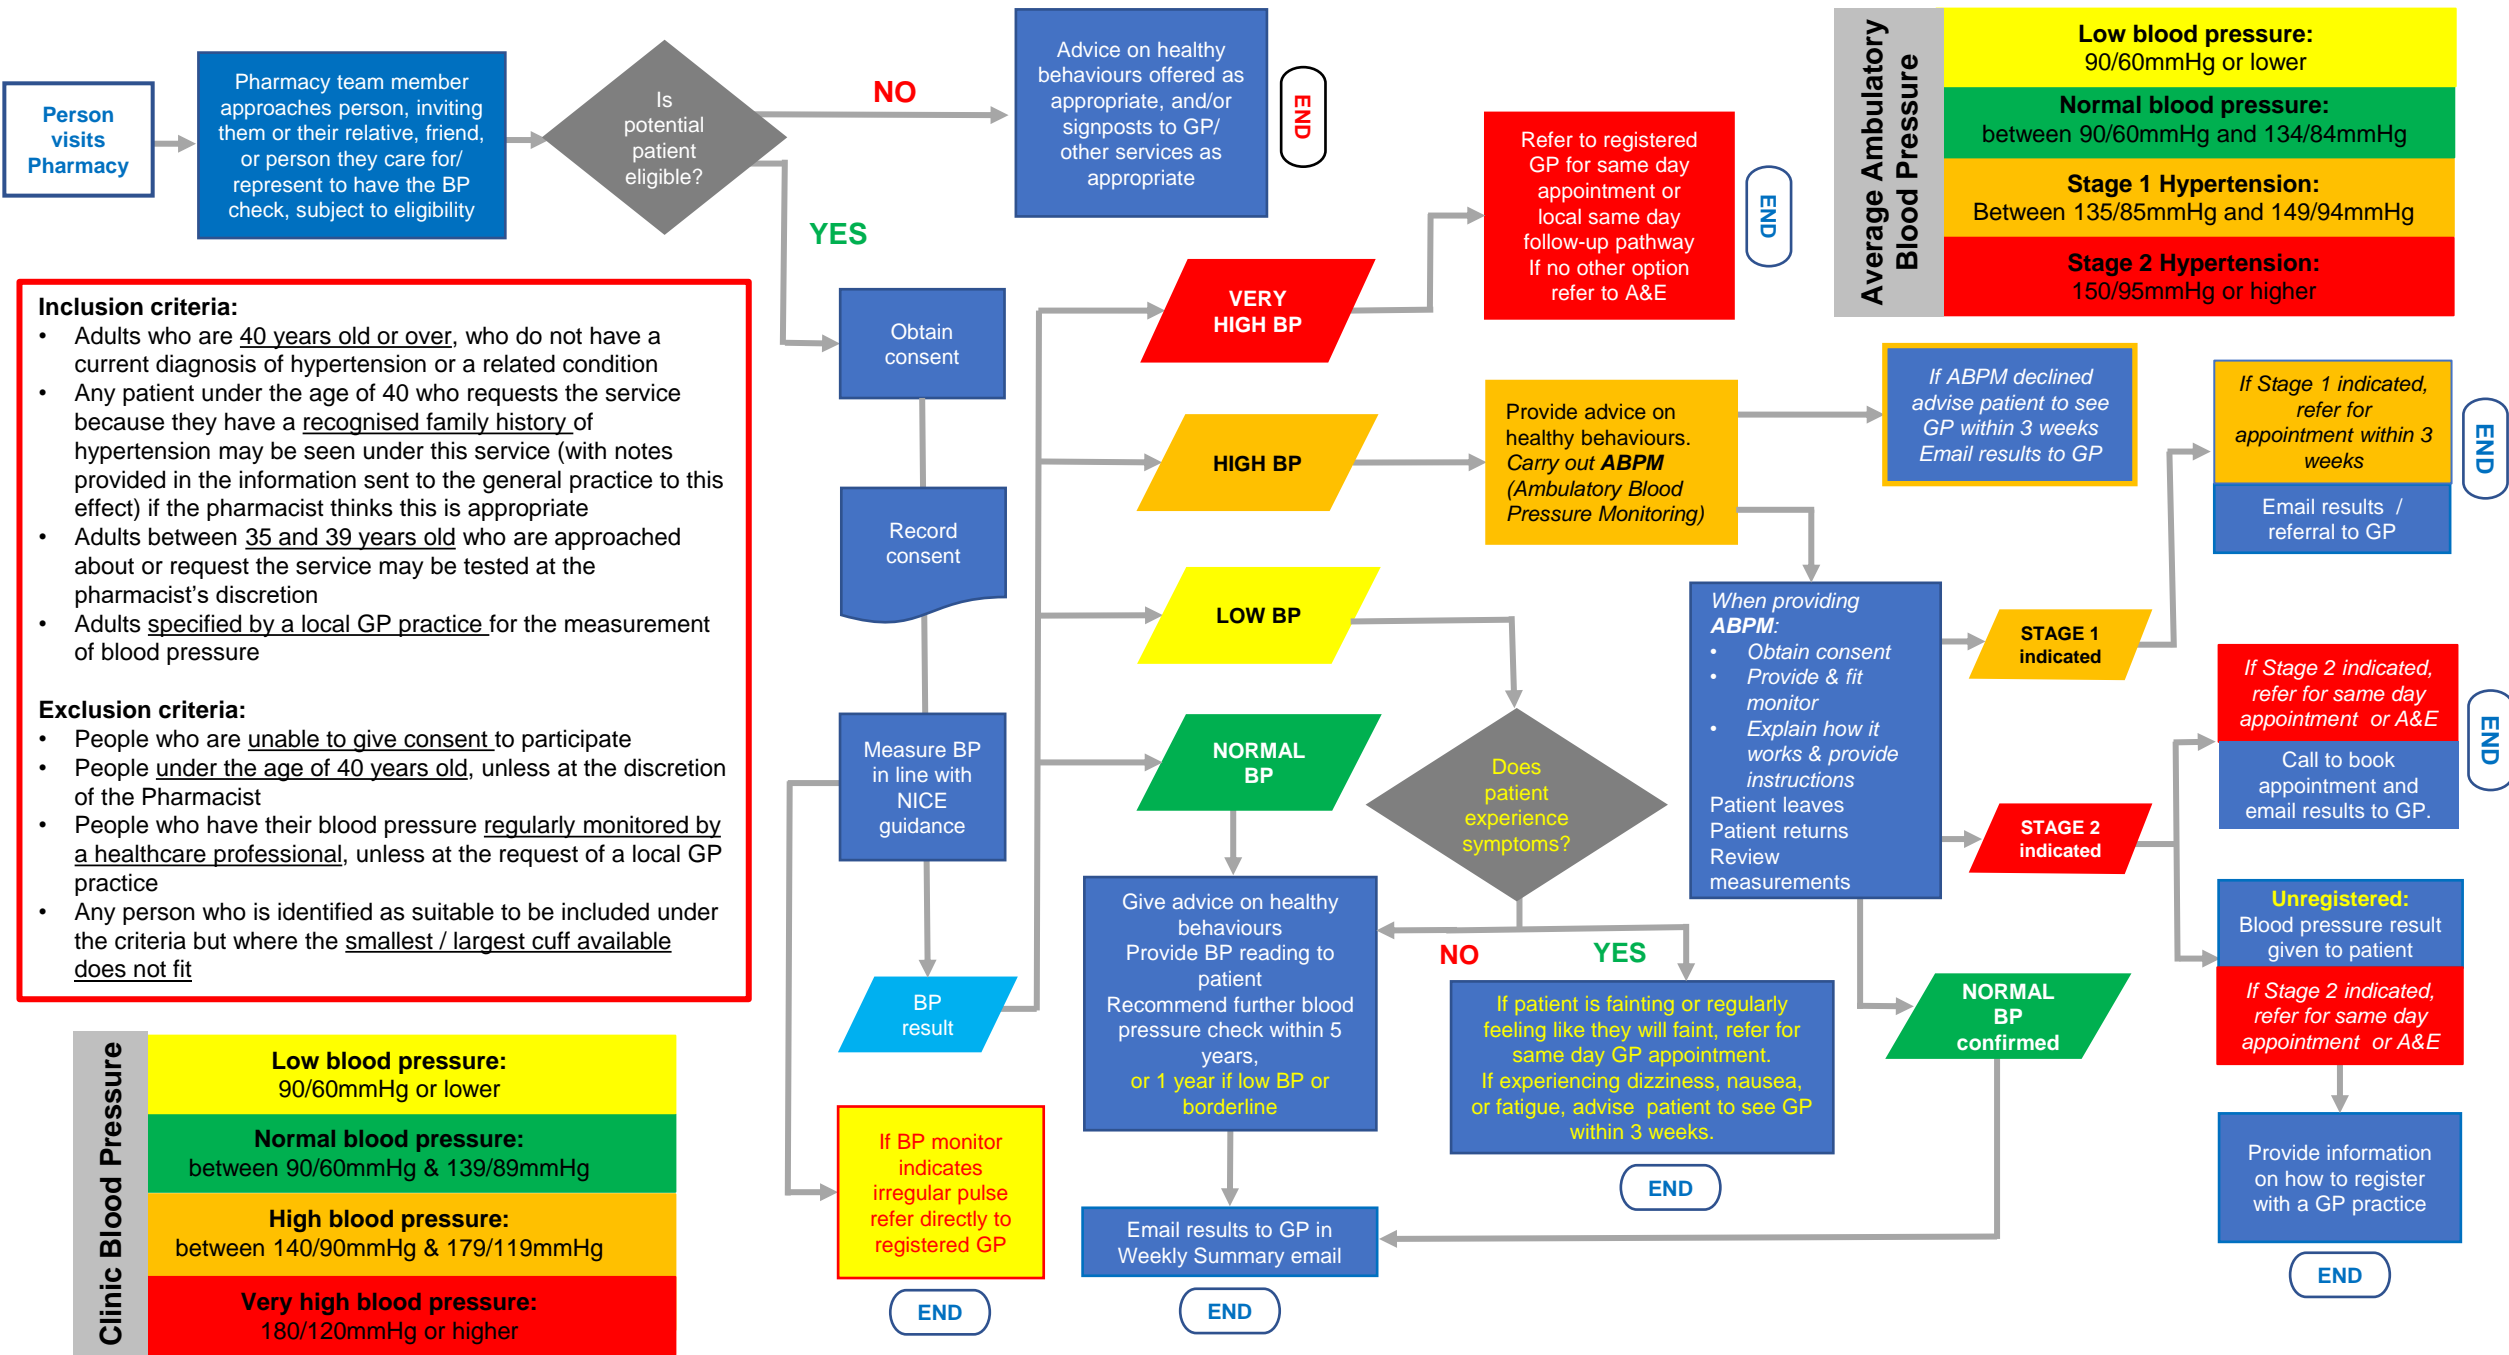 Person
visits
Pharmacy
Pharmacy team member
approaches person, inviting
them or their relative, friend,
or person they care for/
represent to have the BP
check, subject to eligibility
Is
potential
patient
eligible?
NO
Advice on healthy
behaviours offered as
appropriate, and/or
signposts to GP/
other services as
appropriate
END
YES
Refer to registered
GP for same day
appointment or
local same day
follow-up pathway
If no other option
refer to A&E
END
Average Ambulatory
Blood Pressure
Low blood pressure:
90/60mmHg or lower
Normal blood pressure:
between 90/60mmHg and 134/84mmHg
Stage 1 Hypertension:
Between 135/85mmHg and 149/94mmHg
Stage 2 Hypertension:
150/95mmHg or higher
Inclusion criteria:
• Adults who are 40 years old or over, who do not have a
current diagnosis of hypertension or a related condition
• Any patient under the age of 40 who requests the service
because they have a recognised family history of
hypertension may be seen under this service (with notes
provided in the information sent to the general practice to this
effect) if the pharmacist thinks this is appropriate
• Adults between 35 and 39 years old who are approached
about or request the service may be tested at the
pharmacist's discretion
• Adults specified by a local GP practice for the measurement
of blood pressure
Exclusion criteria:
• People who are unable to give consent to participate
• People under the age of 40 years old, unless at the discretion
of the Pharmacist
• People who have their blood pressure regularly monitored by
a healthcare professional, unless at the request of a local GP
practice
• Any person who is identified as suitable to be included under
the criteria but where the smallest / largest cuff available
does not fit
Clinic Blood Pressure
Low blood pressure:
90/60mmHg or lower
Normal blood pressure:
between 90/60mmHg & 139/89mmHg
High blood pressure:
between 140/90mmHg & 179/119mmHg
Very high blood pressure:
180/120mmHg or higher
Obtain
consent
Record
consent
Measure BP
in line with
NICE
guidance
BP
result
If BP monitor
indicates
irregular pulse
refer directly to
registered GP
END
VERY
HIGH BP
HIGH BP
LOW BP
NORMAL
BP
Provide advice on
healthy behaviours.
Carry out ABPM
(Ambulatory Blood
Pressure Monitoring)
If ABPM declined
advise patient to see
GP within 3 weeks
Email results to GP
Does
patient
experience
symptoms?
NO
YES
Give advice on healthy
behaviours
Provide BP reading to
patient
Recommend further blood
pressure check within 5
years,
or 1 year if low BP or
borderline
If patient is fainting or regularly
feeling like they will faint, refer for
same day GP appointment.
If experiencing dizziness, nausea,
or fatigue, advise patient to see GP
within 3 weeks.
END
Email results to GP in
Weekly Summary email
END
When providing
ABPM:
• Obtain consent
• Provide & fit
monitor
• Explain how it
works & provide
instructions
Patient leaves
Patient returns
Review
measurements
NORMAL
BP
confirmed
STAGE 1
indicated
If Stage 1 indicated,
refer for
appointment within 3
weeks
Email results /
referral to GP
END
STAGE 2
indicated
If Stage 2 indicated,
refer for same day
appointment or A&E
Call to book
appointment and
email results to GP.
END
Unregistered:
Blood pressure result
given to patient
If Stage 2 indicated,
refer for same day
appointment or A&E
Provide information
on how to register
with a GP practice
END